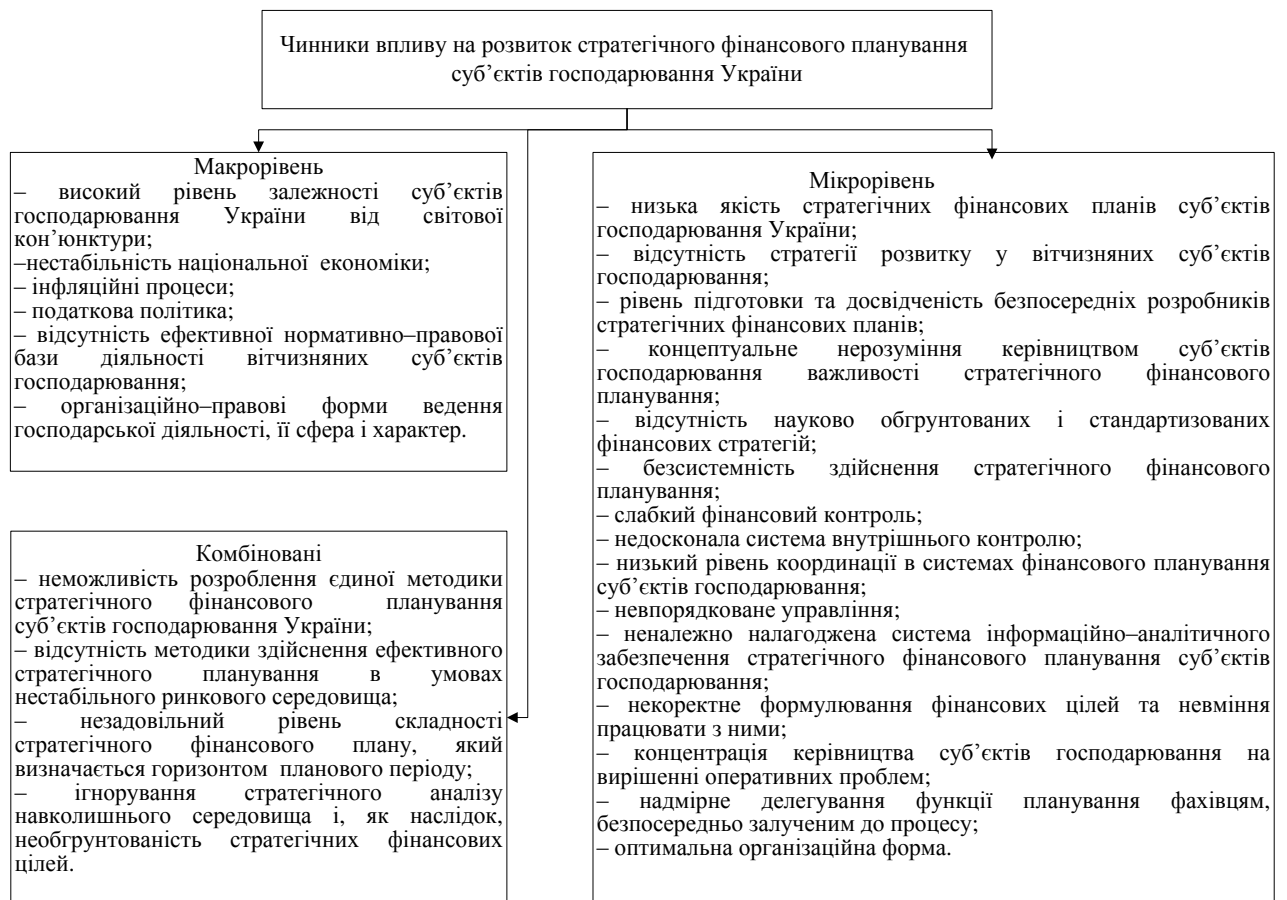 Чинники впливу на розвиток стратегічного фінансового планування
суб’єктів господарювання України
Макрорівень
– високий рівень залежності суб’єктів
господарювання України від світової
кон’юнктури;
–нестабільність національної економіки;
– інфляційні процеси;
– податкова політика;
– відсутність ефективної нормативно–правової
бази діяльності вітчизняних суб’єктів
господарювання;
– організаційно–правові форми ведення
господарської діяльності, її сфера і характер.
Комбіновані
– неможливість розроблення єдиної методики
стратегічного фінансового планування
суб’єктів господарювання України;
– відсутність методики здійснення ефективного
стратегічного планування в умовах
нестабільного ринкового середовища;
– незадовільний рівень складності
стратегічного фінансового плану, який
визначається горизонтом планового періоду;
– ігнорування стратегічного аналізу
навколишнього середовища і, як наслідок,
необгрунтованість стратегічних фінансових
цілей.
Мікрорівень
– низька якість стратегічних фінансових планів суб’єктів
господарювання України;
– відсутність стратегії розвитку у вітчизняних суб’єктів
господарювання;
– рівень підготовки та досвідченість безпосередніх розробників
стратегічних фінансових планів;
– концептуальне нерозуміння керівництвом суб’єктів
господарювання важливості стратегічного фінансового
планування;
– відсутність науково обгрунтованих і стандартизованих
фінансових стратегій;
– безсистемність здійснення стратегічного фінансового
планування;
– слабкий фінансовий контроль;
– недосконала система внутрішнього контролю;
– низький рівень координації в системах фінансового планування
суб’єктів господарювання;
– невпорядковане управління;
– неналежно налагоджена система інформаційно–аналітичного
забезпечення стратегічного фінансового планування суб’єктів
господарювання;
– некоректне формулювання фінансових цілей та невміння
працювати з ними;
– концентрація керівництва суб’єктів господарювання на
вирішенні оперативних проблем;
– надмірне делегування функції планування фахівцям,
безпосередньо залученим до процесу;
– оптимальна організаційна форма.